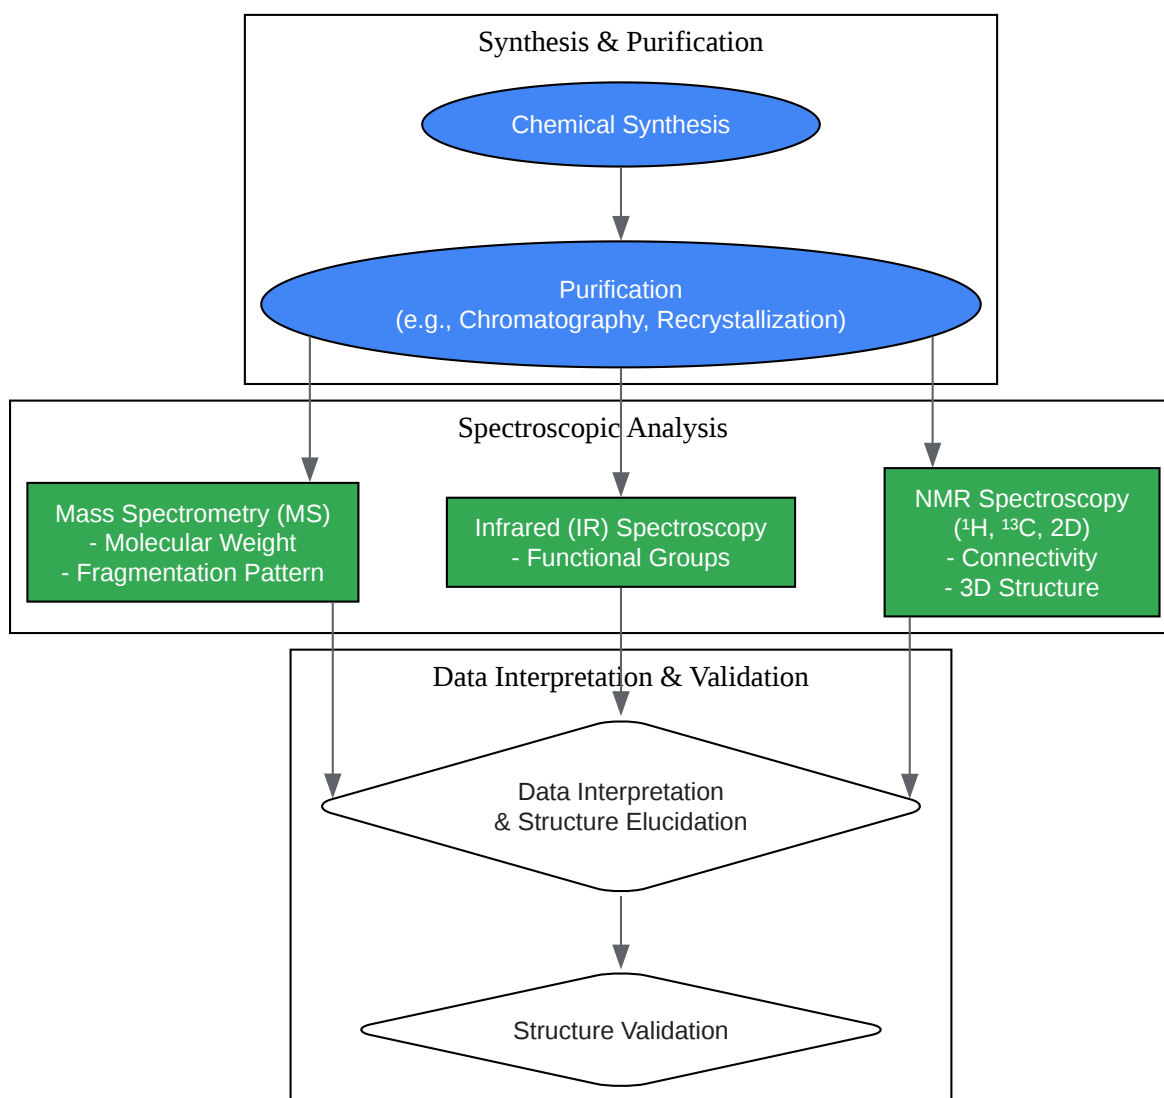 Synthesis & Purification
Chemical Synthesis
Purification
(e.g., Chromatography, Recrystallization)
Spectroscopic Analysis
Mass Spectrometry (MS)
- Molecular Weight
- Fragmentation Pattern
Infrared (IR) Spectroscopy
- Functional Groups
NMR Spectroscopy
(¹H, ¹³C, 2D)
- Connectivity
- 3D Structure
Data Interpretation & Validation
Data Interpretation
& Structure Elucidation
Structure Validation